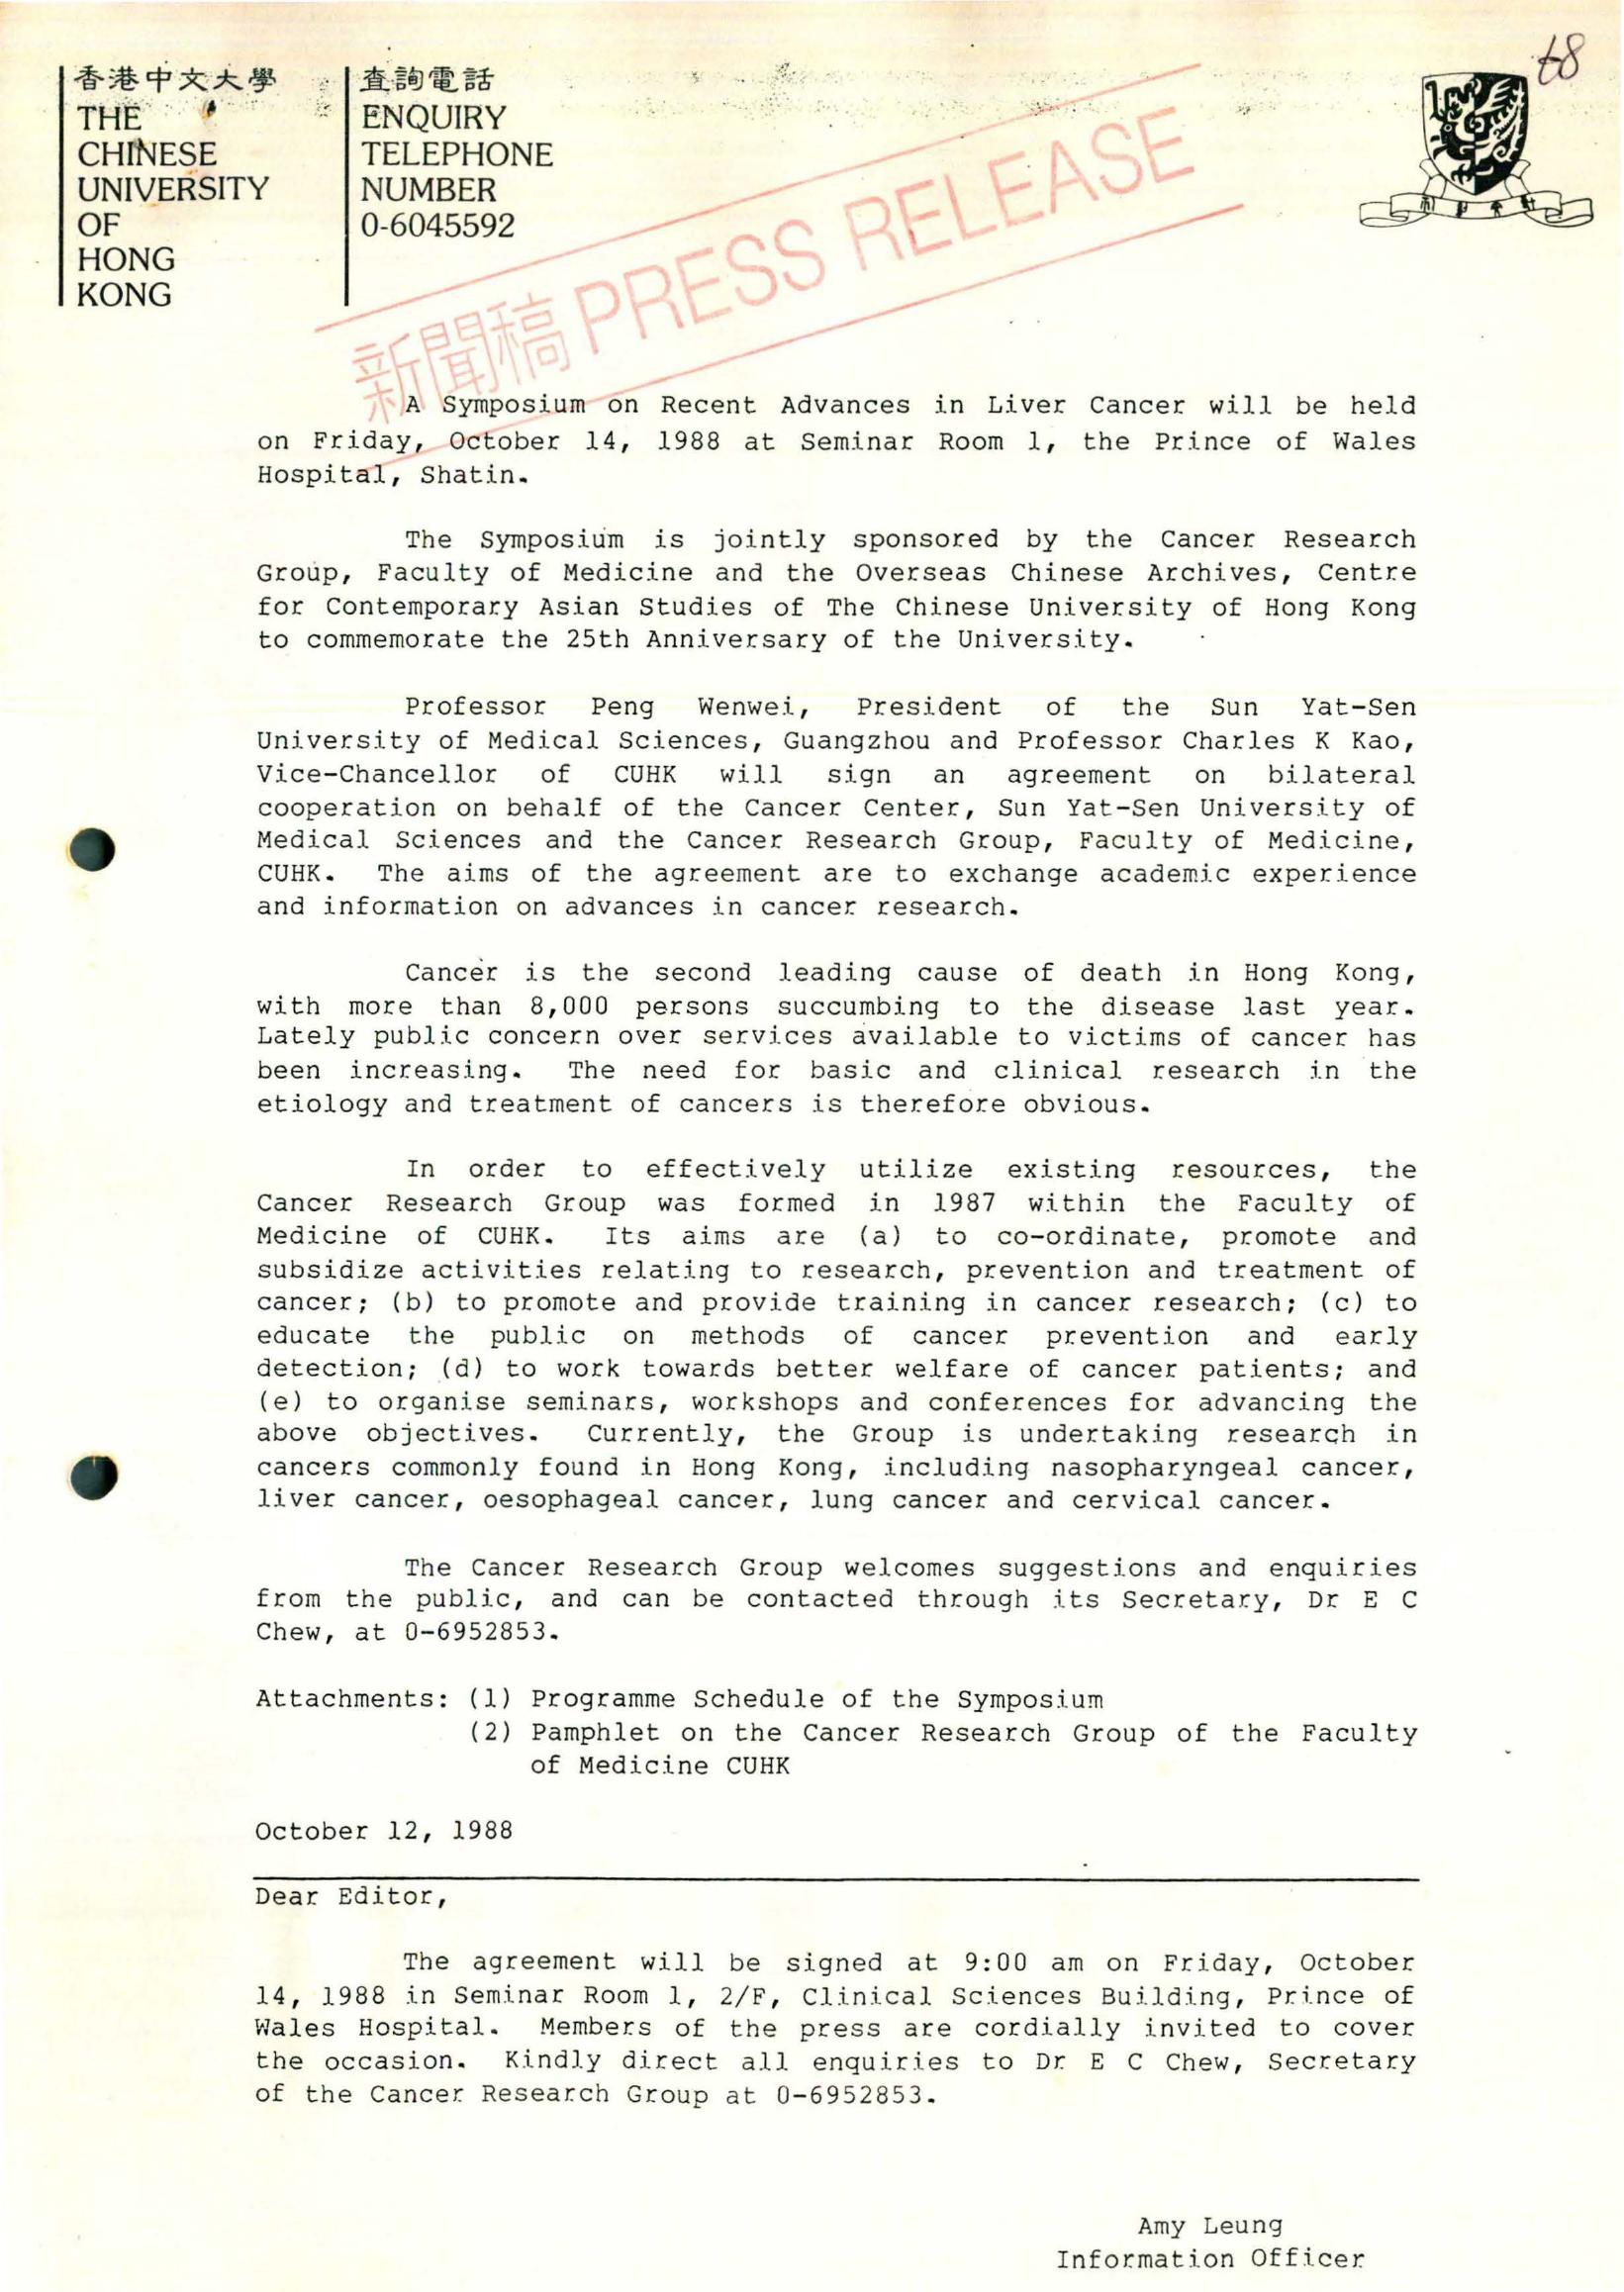 香港中文大學
THE
CHINESE
UNIVERSITY
OF
HONG
KONG
查詢電話
ENQUIRY
TELEPHONE
NUMBER
0-6045592
68
新聞稿 PRESS RELEASE
A Symposium on Recent Advances in Liver Cancer will be held
on Friday, October 14, 1988 at Seminar Room 1, the Prince of Wales
Hospital, Shatin.
The Symposium is jointly sponsored by the Cancer Research
Group, Faculty of Medicine and the Overseas Chinese Archives, Centre
for Contemporary Asian Studies of The Chinese University of Hong Kong
to commemorate the 25th Anniversary of the University.
Professor Peng Wenwei, President of the Sun Yat-Sen
University of Medical Sciences, Guangzhou and Professor Charles K Kao,
Vice-Chancellor of CUHK will sign an agreement on bilateral
cooperation on behalf of the Cancer Center, Sun Yat-Sen University of
Medical Sciences and the Cancer Research Group, Faculty of Medicine,
CUHK. The aims of the agreement are to exchange academic experience
and information on advances in cancer research.
Cancer is the second leading cause of death in Hong Kong,
with more than 8,000 persons succumbing to the disease last year.
Lately public concern over services available to victims of cancer has
been increasing. The need for basic and clinical research in the
etiology and treatment of cancers is therefore obvious.
In order to effectively utilize existing resources, the
Cancer Research Group was formed in 1987 within the Faculty of
Medicine of CUHK. Its aims are (a) to co-ordinate, promote and
subsidize activities relating to research, prevention and treatment of
cancer; (b) to promote and provide training in cancer research; (c) to
educate the public on methods of cancer prevention and early
detection; (d) to work towards better welfare of cancer patients; and
(e) to organise seminars, workshops and conferences for advancing the
above objectives. Currently, the Group is undertaking research in
cancers commonly found in Hong Kong, including nasopharyngeal cancer,
liver cancer, oesophageal cancer, lung cancer and cervical cancer.
The Cancer Research Group welcomes suggestions and enquiries
from the public, and can be contacted through its Secretary, Dr E C
Chew, at 0-6952853.
Attachments: (1) Programme Schedule of the Symposium
(2) Pamphlet on the Cancer Research Group of the Faculty
of Medicine CUHK
October 12, 1988
Dear Editor,
The agreement will be signed at 9:00 am on Friday, October
14, 1988 in Seminar Room 1, 2/F, Clinical Sciences Building, Prince of
Wales Hospital. Members of the press are cordially invited to cover
the occasion. Kindly direct all enquiries to Dr E C Chew, Secretary
of the Cancer Research Group at 0-6952853.
Amy Leung
Information Officer